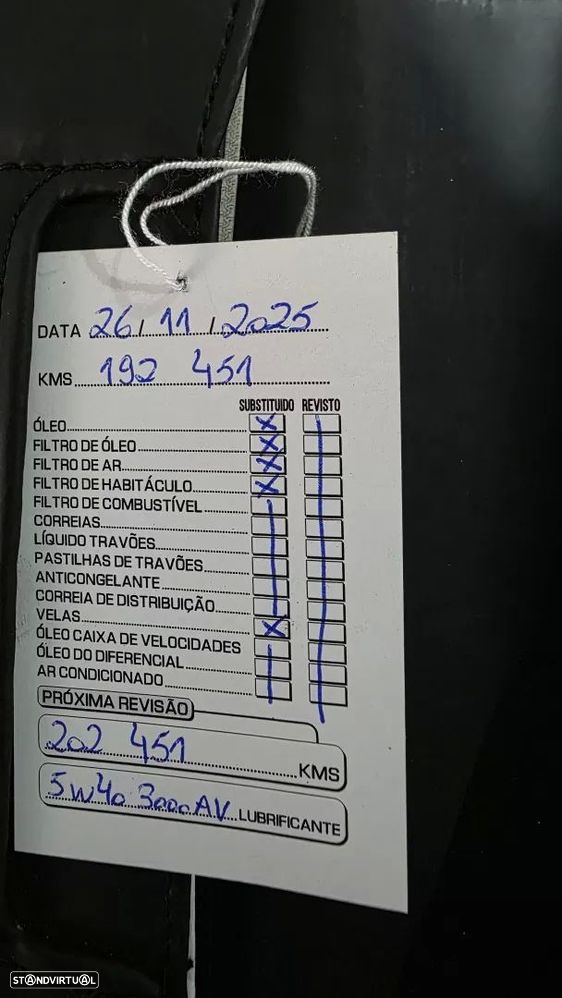 DATA 26 / 11 / 2025
KMS 192 451
SUBSTITUIDO REVISTO
ÓLEO X
FILTRO DE ÓLEO X
FILTRO DE AR X
FILTRO DE HABITÁCULO X
FILTRO DE COMBUSTÍVEL
CORREIAS
LÍQUIDO TRAVÕES
PASTILHAS DE TRAVÕES
ANTICONGELANTE
CORREIA DE DISTRIBUIÇÃO
VELAS X
ÓLEO CAIXA DE VELOCIDADES
ÓLEO DO DIFERENCIAL
AR CONDICIONADO
PRÓXIMA REVISÃO
202 451 KMS
5W40 3000AV LUBRIFICANTE
STANDVIRTUAL